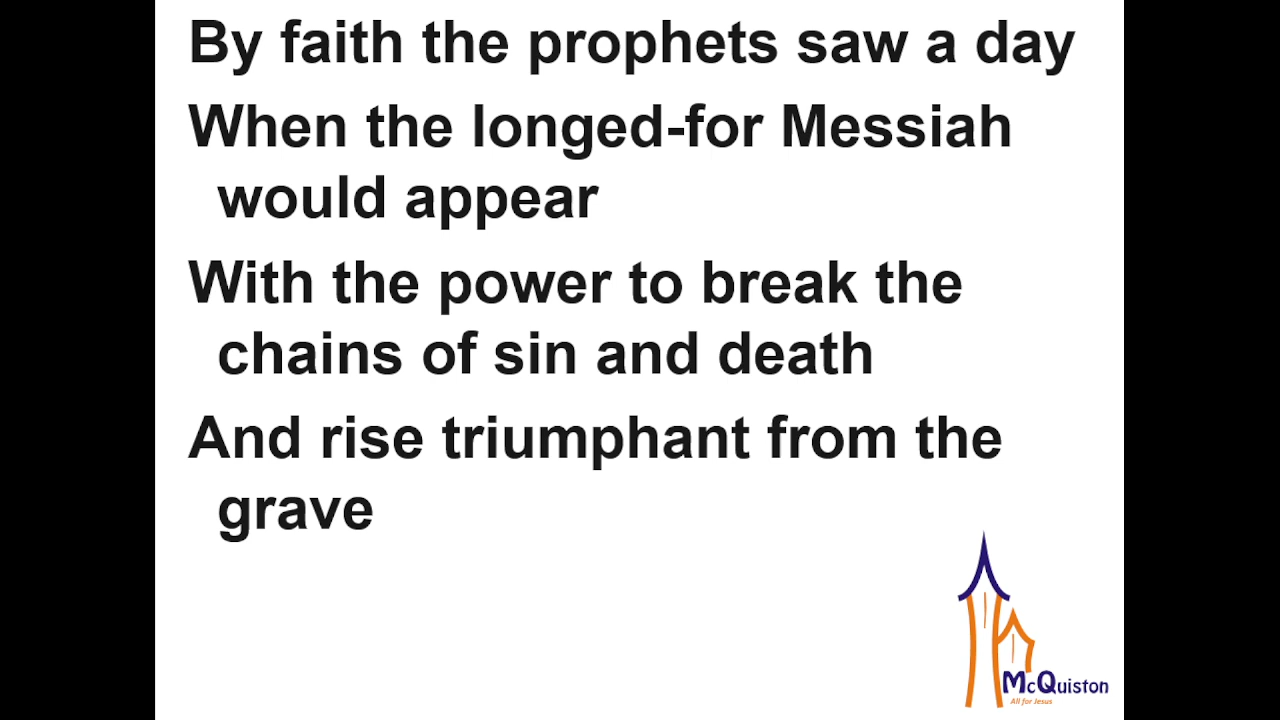 By faith the prophets saw a day
When the longed-for Messiah
would appear
With the power to break the
chains of sin and death
And rise triumphant from the
grave
McQuiston
All for Jesus